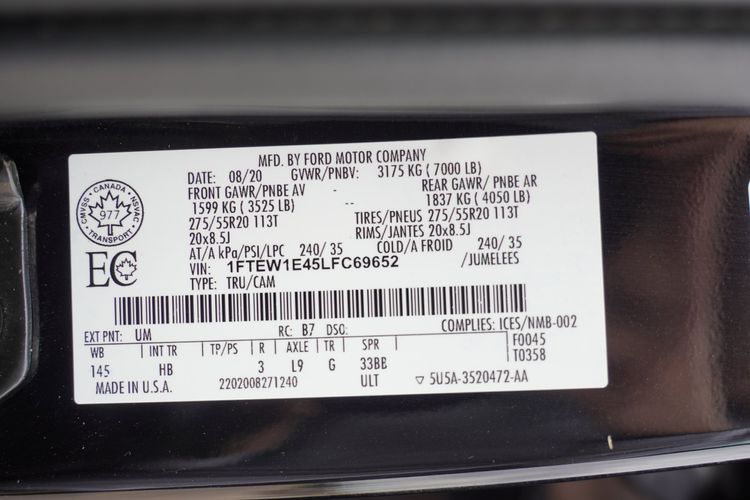 MFD. BY FORD MOTOR COMPANY
DATE: 08/20 GVWR/PNBV: 3175 KG ( 7000 LB)
FRONT GAWR/PNBE AV - REAR GAWR/ PNBE AR
1599 KG ( 3525 LB) -- 1837 KG ( 4050 LB)
275/55R20 113T TIRES/PNEUS 275/55R20 113T
20x8.5J RIMS/JANTES 20x8.5J
AT/A kPa/PSI/LPC 240/ 35 COLD/A FROID 240/ 35
VIN: 1FTEW1E45LFC69652 /JUMELEES
TYPE: TRU/CAM
CANADA
CMVSS 977 NSVAC
TRANSPORT
EC
EXT PNT: UM RC: B7 DSO: COMPLIES: ICES/NMB-002
WB INT TR TP/PS R AXLE TR SPR F0045
145 HB 3 L9 G 33BB T0358
MADE IN U.S.A. 2202008271240 ULT ▽ 5U5A-3520472-AA